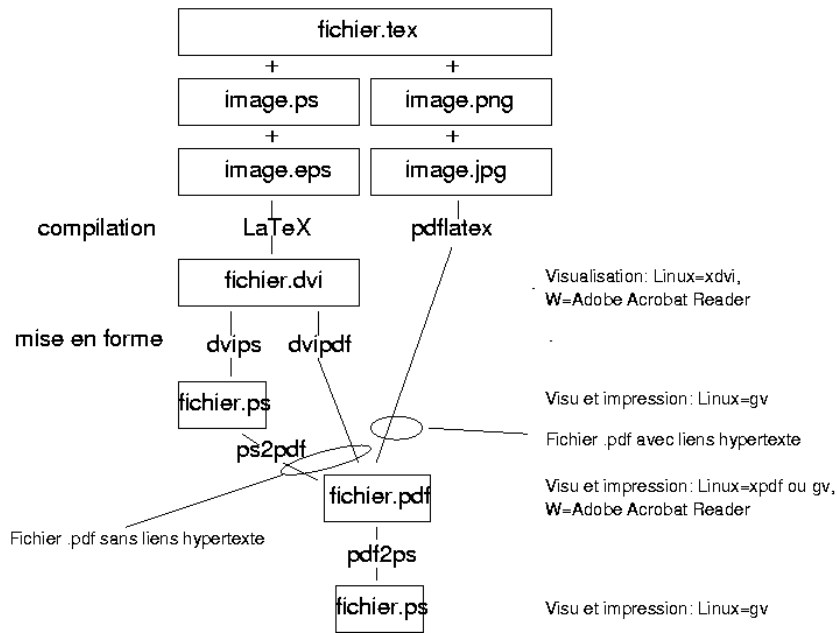 fichier.tex
+ +
image.ps image.png
+ +
image.eps image.jpg
compilation LaTeX pdflatex
fichier.dvi
Visualisation: Linux=xdvi,
W=Adobe Acrobat Reader
mise en forme dvips dvipdf
fichier.ps
Visu et impression: Linux=gv
Fichier .pdf avec liens hypertexte
ps2pdf
fichier.pdf
Visu et impression: Linux=xpdf ou gv,
W=Adobe Acrobat Reader
Fichier .pdf sans liens hypertexte
pdf2ps
fichier.ps
Visu et impression: Linux=gv